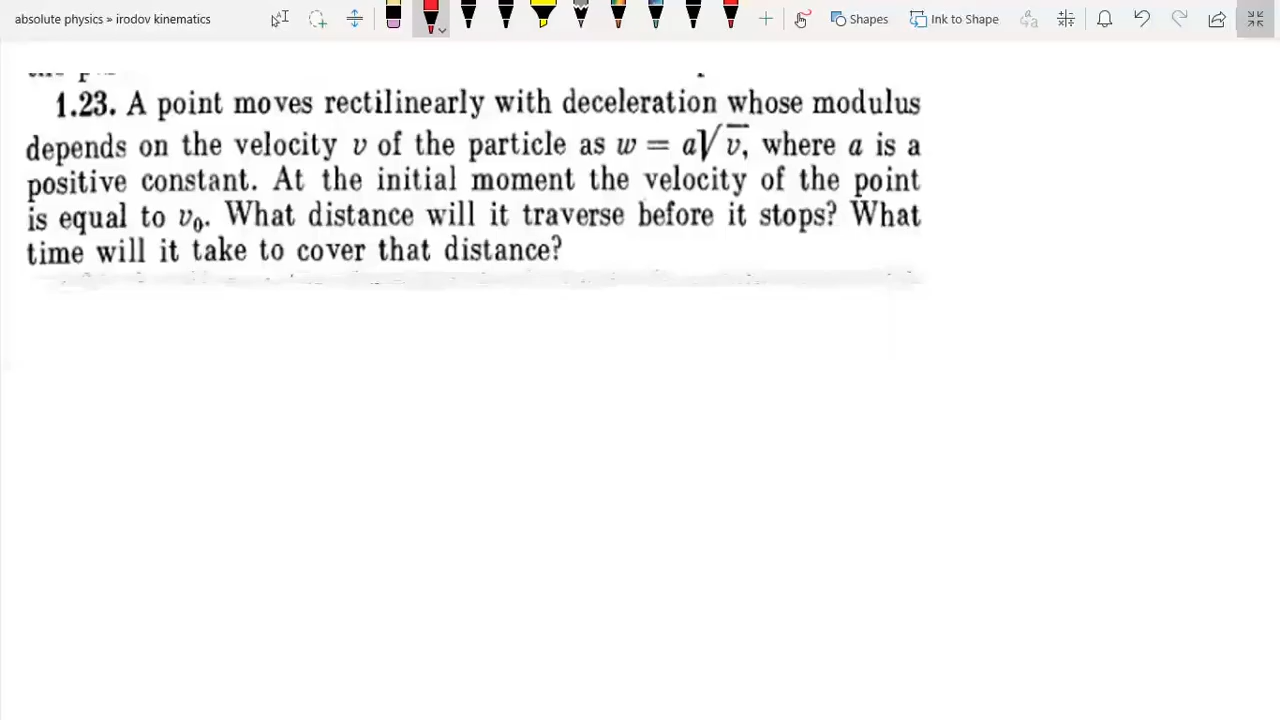 absolute physics » irodov kinematics
Shapes
Ink to Shape
1.23. A point moves rectilinearly with deceleration whose modulus
depends on the velocity v of the particle as w = a√v, where a is a
positive constant. At the initial moment the velocity of the point
is equal to v₀. What distance will it traverse before it stops? What
time will it take to cover that distance?